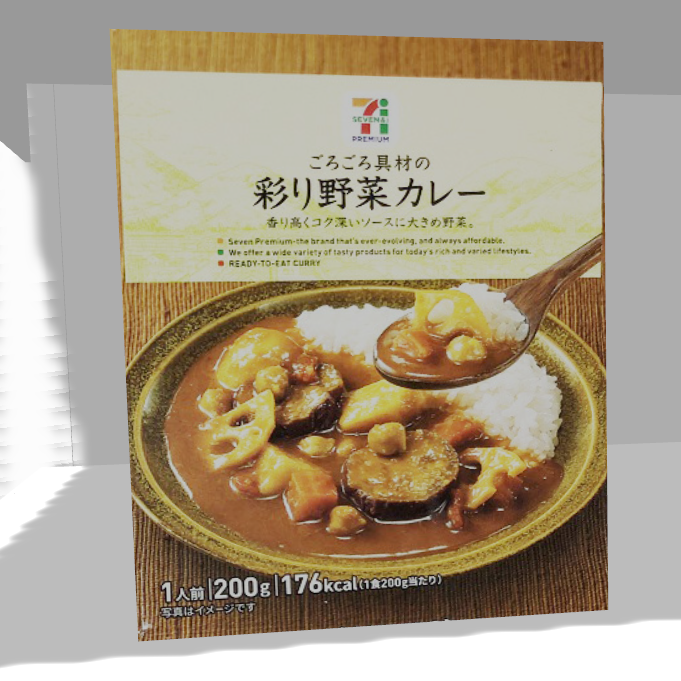 SEVEN&i
PREMIUM
ごろごろ具材の
彩り野菜カレー
香り高くコク深いソースに大きめ野菜。
Seven Premium-the brand that's ever-evolving, and always affordable.
We offer a wide variety of tasty products for today's rich and varied lifestyles.
READY-TO-EAT CURRY
1人前|200g|176kcal(1食200g当たり)
写真はイメージです